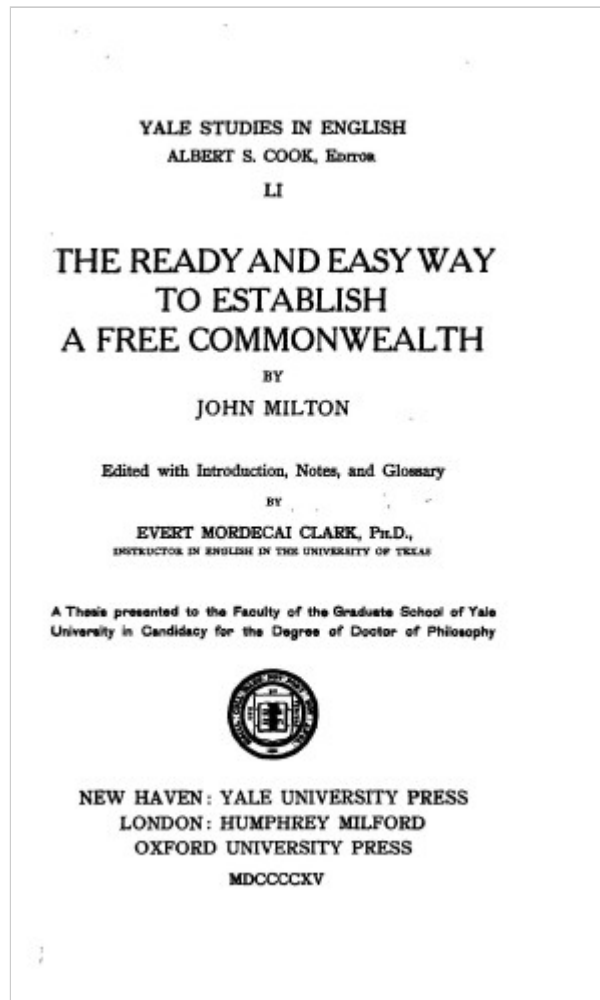 YALE STUDIES IN ENGLISH
ALBERT S. COOK, EDITOR
LI
THE READY AND EASY WAY
TO ESTABLISH
A FREE COMMONWEALTH
BY
JOHN MILTON
Edited with Introduction, Notes, and Glossary
BY
EVERT MORDECAI CLARK, PH.D.,
INSTRUCTOR IN ENGLISH IN THE UNIVERSITY OF TEXAS
A Thesis presented to the Faculty of the Graduate School of Yale
University in Candidacy for the Degree of Doctor of Philosophy
NEW HAVEN: YALE UNIVERSITY PRESS
LONDON: HUMPHREY MILFORD
OXFORD UNIVERSITY PRESS
MDCCCCXV